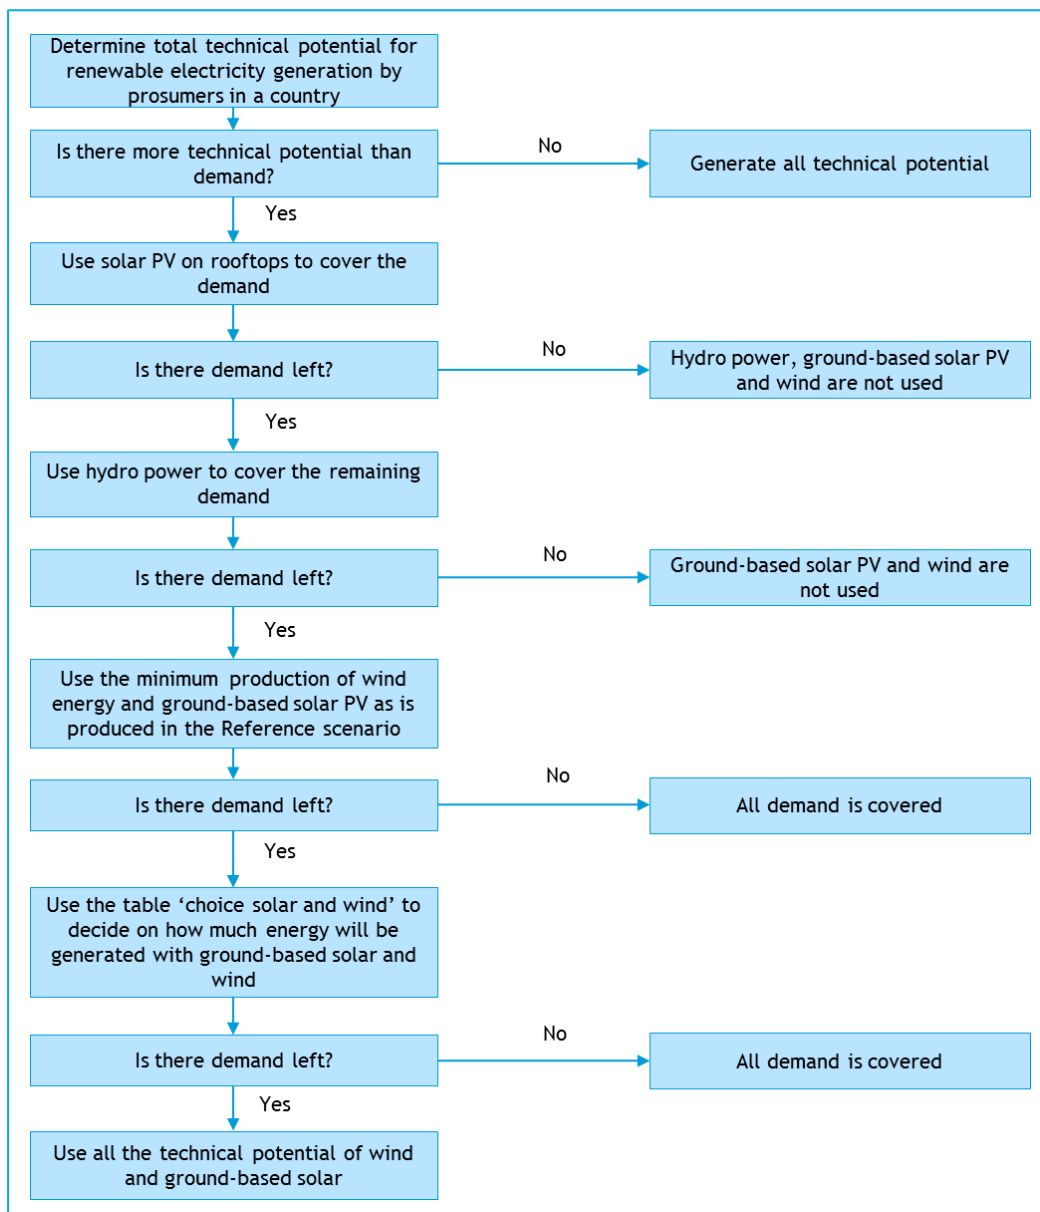 Determine total technical potential for
renewable electricity generation by
prosumers in a country
Is there more technical potential than
demand?
No
Generate all technical potential
Yes
Use solar PV on rooftops to cover the
demand
Is there demand left?
No
Hydro power, ground-based solar PV
and wind are not used
Yes
Use hydro power to cover the remaining
demand
Is there demand left?
No
Ground-based solar PV and wind are
not used
Yes
Use the minimum production of wind
energy and ground-based solar PV as is
produced in the Reference scenario
Is there demand left?
No
All demand is covered
Yes
Use the table ‘choice solar and wind’ to
decide on how much energy will be
generated with ground-based solar and
wind
Is there demand left?
No
All demand is covered
Yes
Use all the technical potential of wind
and ground-based solar